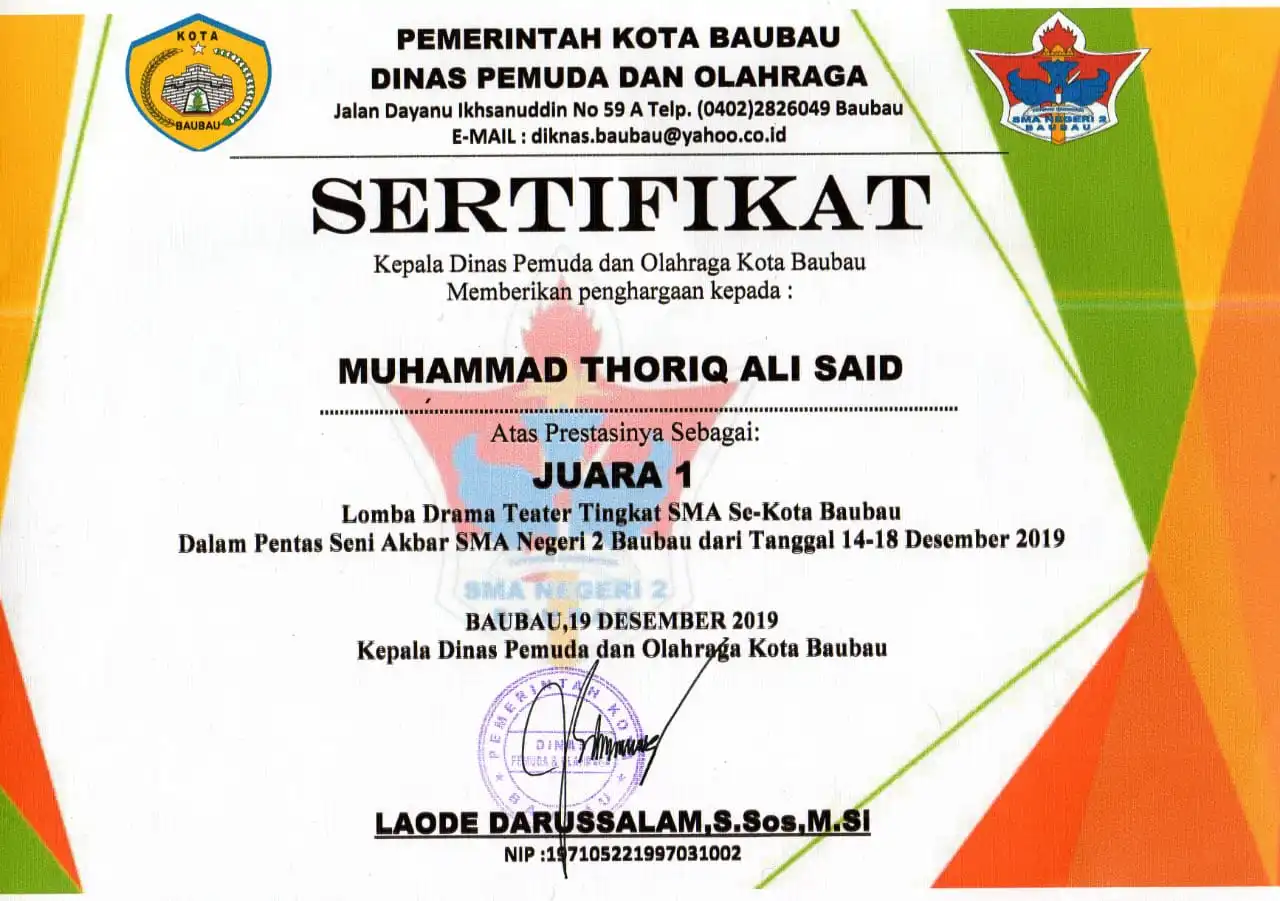 KOTA
BAUBAU
PEMERINTAH KOTA BAUBAU
DINAS PEMUDA DAN OLAHRAGA
Jalan Dayanu Ikhsanuddin No 59 A Telp. (0402)2826049 Baubau
E-MAIL : diknas.baubau@yahoo.co.id
SMA NEGERI 2
BAUBAU
SERTIFIKAT
Kepala Dinas Pemuda dan Olahraga Kota Baubau
Memberikan penghargaan kepada :
MUHAMMAD THORIQ ALI SAID
Atas Prestasinya Sebagai:
JUARA 1
Lomba Drama Teater Tingkat SMA Se-Kota Baubau
Dalam Pentas Seni Akbar SMA Negeri 2 Baubau dari Tanggal 14-18 Desember 2019
SMA NEGERI 2
BAUBAU,19 DESEMBER 2019
Kepala Dinas Pemuda dan Olahraga Kota Baubau
PEMERINTAH KO
DINAS
PEMUDA & OLAHRAGA
BAUBAU
LAODE DARUSSALAM,S.Sos,M.SI
NIP :197105221997031002